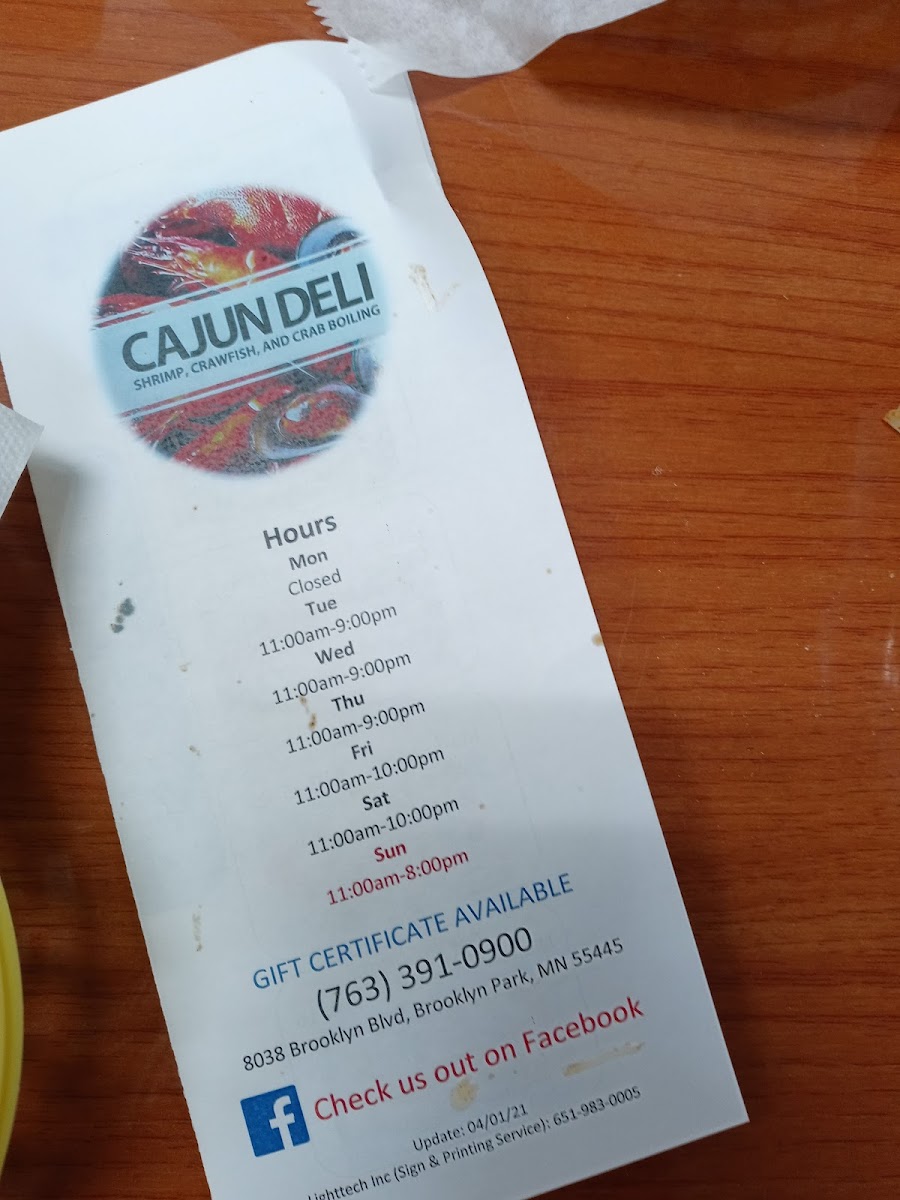 CAJUN DELI
SHRIMP, CRAWFISH, AND CRAB BOILING
Hours
Mon
Closed
Tue
11:00am-9:00pm
Wed
11:00am-9:00pm
Thu
11:00am-9:00pm
Fri
11:00am-10:00pm
Sat
11:00am-10:00pm
Sun
11:00am-8:00pm
GIFT CERTIFICATE AVAILABLE
(763) 391-0900
8038 Brooklyn Blvd, Brooklyn Park, MN 55445
f Check us out on Facebook
Update: 04/01/21
Lighttech Inc (Sign & Printing Service): 651-983-0005